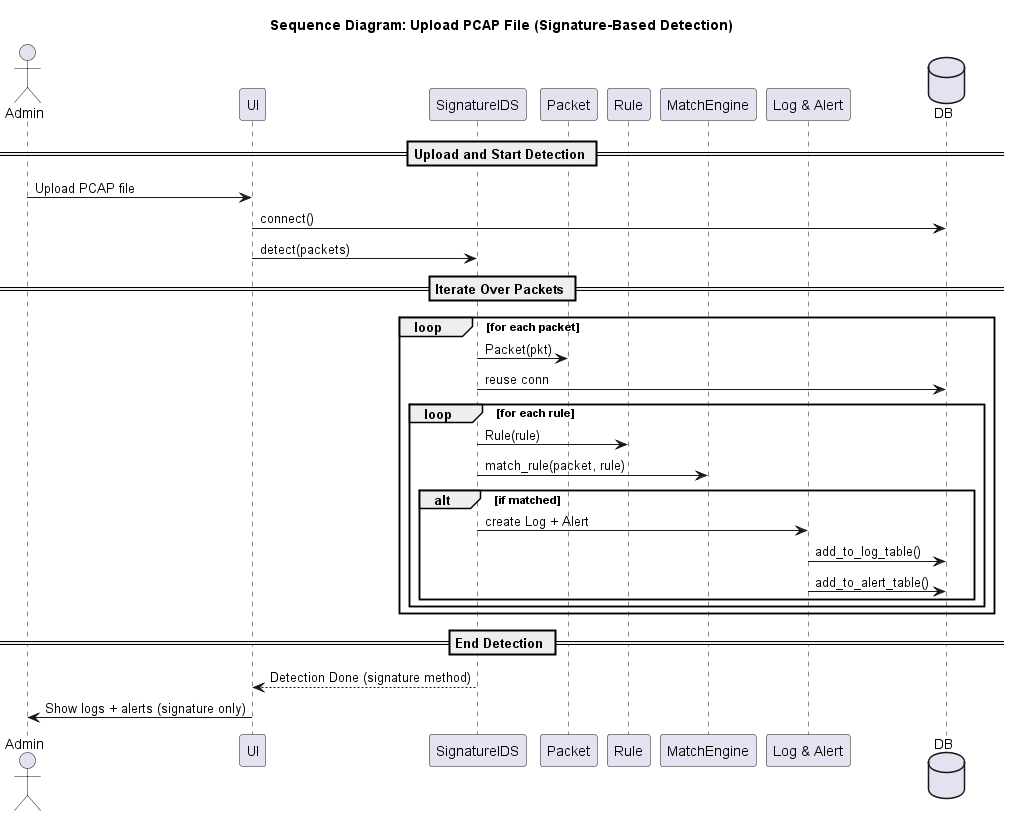 Sequence Diagram: Upload PCAP File (Signature-Based Detection)
Admin
UI
SignatureIDS
Packet
Rule
MatchEngine
Log & Alert
DB
Upload and Start Detection
Upload PCAP file
connect()
detect(packets)
Iterate Over Packets
loop [for each packet]
Packet(pkt)
reuse conn
loop [for each rule]
Rule(rule)
match_rule(packet, rule)
alt [if matched]
create Log + Alert
add_to_log_table()
add_to_alert_table()
End Detection
Detection Done (signature method)
Show logs + alerts (signature only)
Admin
UI
SignatureIDS
Packet
Rule
MatchEngine
Log & Alert
DB